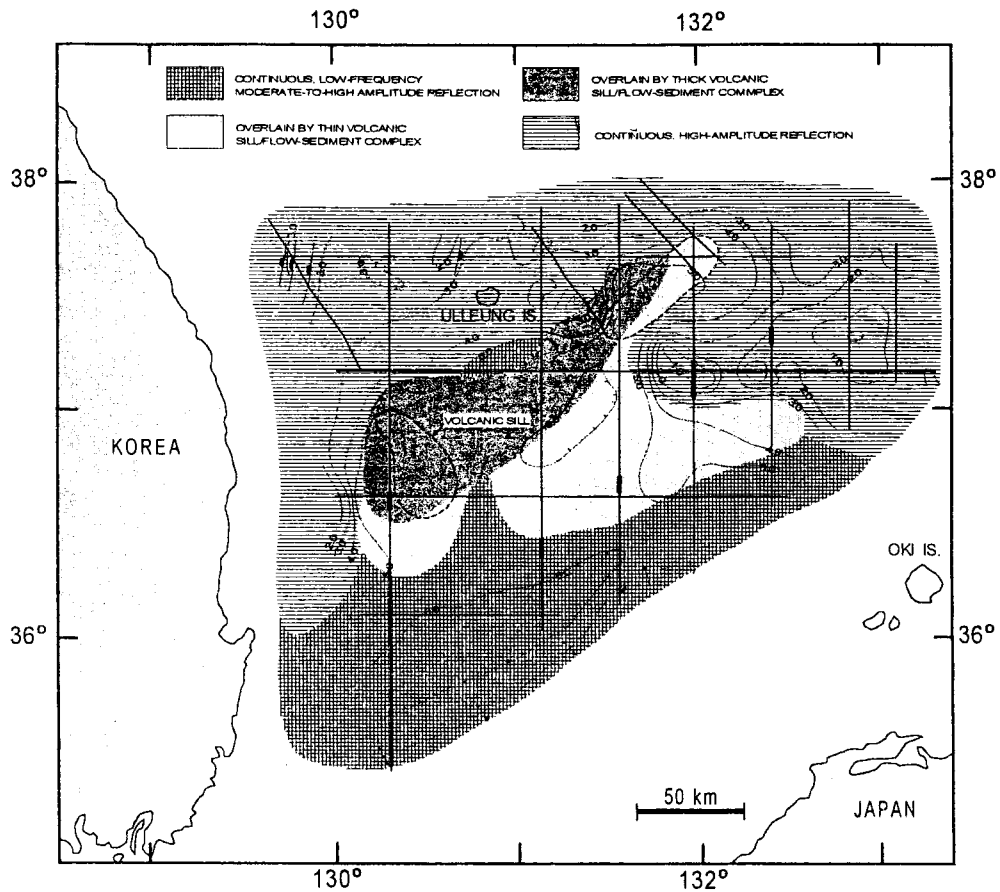 130° 132°
CONTINUOUS, LOW-FREQUENCY
MODERATE-TO-HIGH AMPLITUDE REFLECTION
OVERLAIN BY THICK VOLCANIC
SILL/FLOW-SEDIMENT COMMPLEX
OVERLAIN BY THIN VOLCANIC
SILL/FLOW-SEDIMENT COMPLEX
CONTINUOUS, HIGH-AMPLITUDE REFLECTION
38° 38°
ULLEUNG IS.
VOLCANIC SILL
KOREA
OKI IS.
36° 36°
50 km
JAPAN
130° 132°